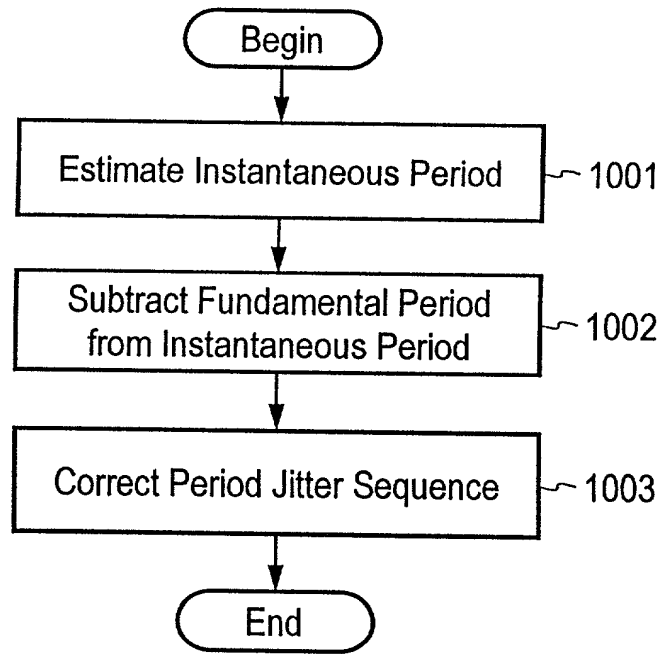 Begin
Estimate Instantaneous Period
1001
Subtract Fundamental Period
from Instantaneous Period
1002
Correct Period Jitter Sequence
1003
End